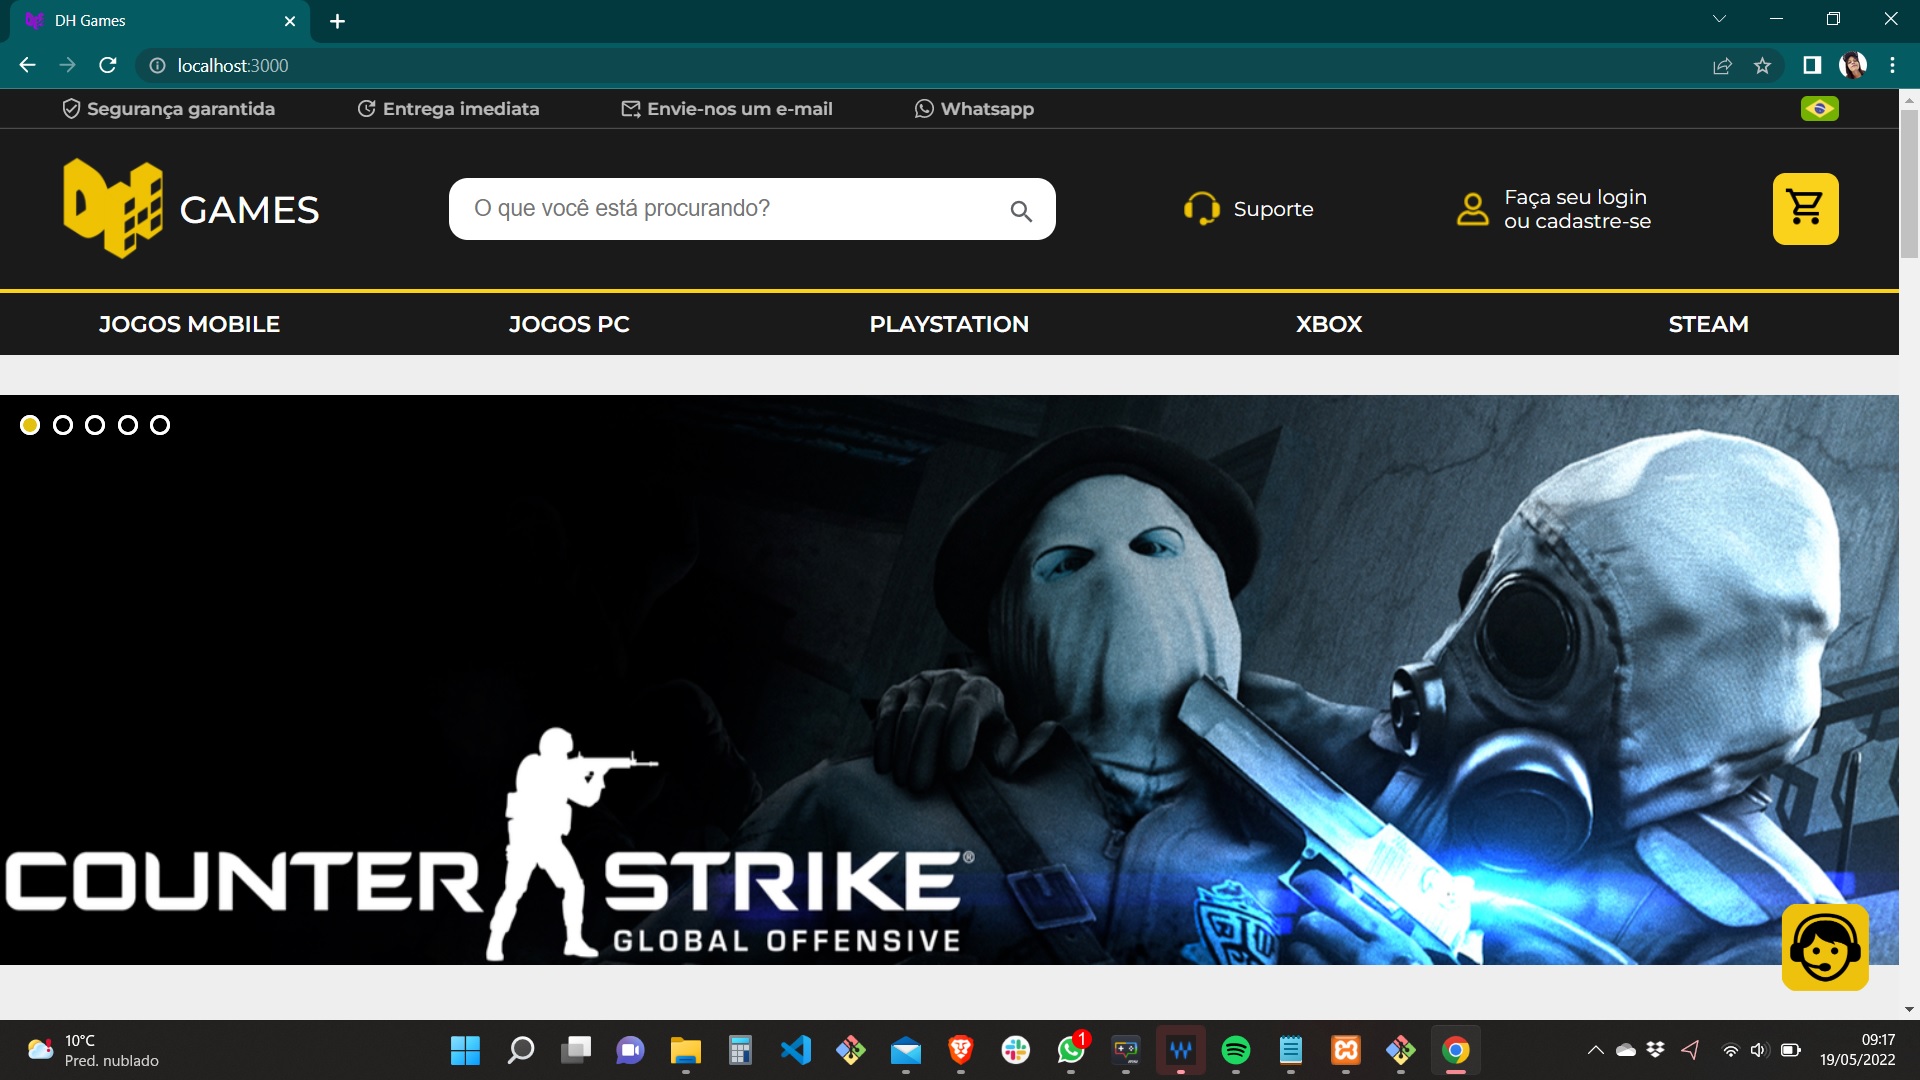 DH Games
localhost:3000
Segurança garantida
Entrega imediata
Envie-nos um e-mail
Whatsapp
DH GAMES
O que você está procurando?
Suporte
Faça seu login
ou cadastre-se
JOGOS MOBILE
JOGOS PC
PLAYSTATION
XBOX
STEAM
COUNTER STRIKE®
GLOBAL OFFENSIVE
10°C
Pred. nublado
1
09:17
19/05/2022